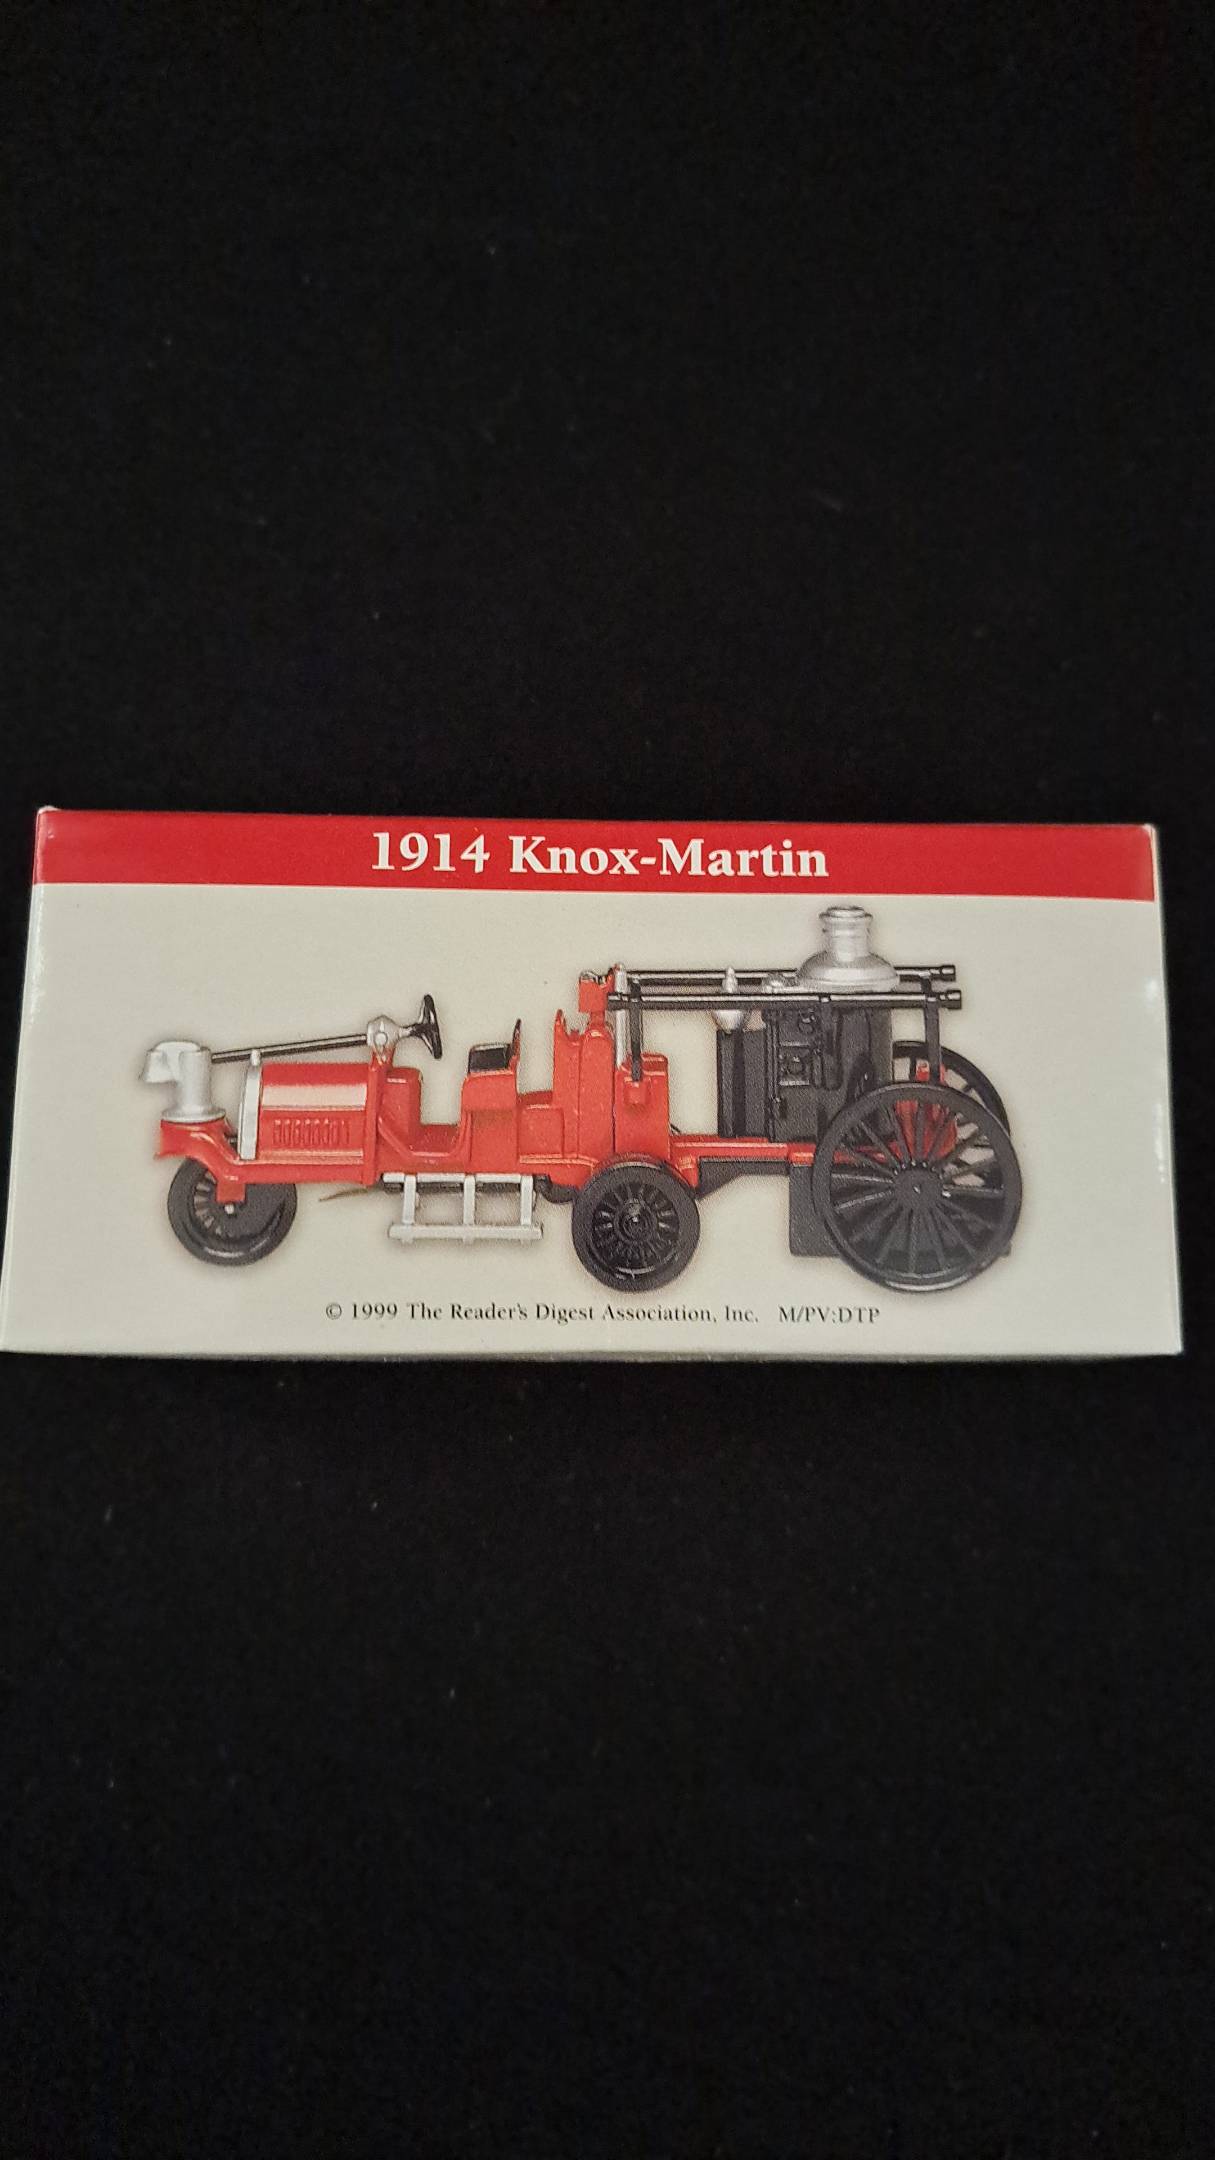 1914 Knox-Martin
© 1999 The Reader's Digest Association, Inc. M/PV:DTP